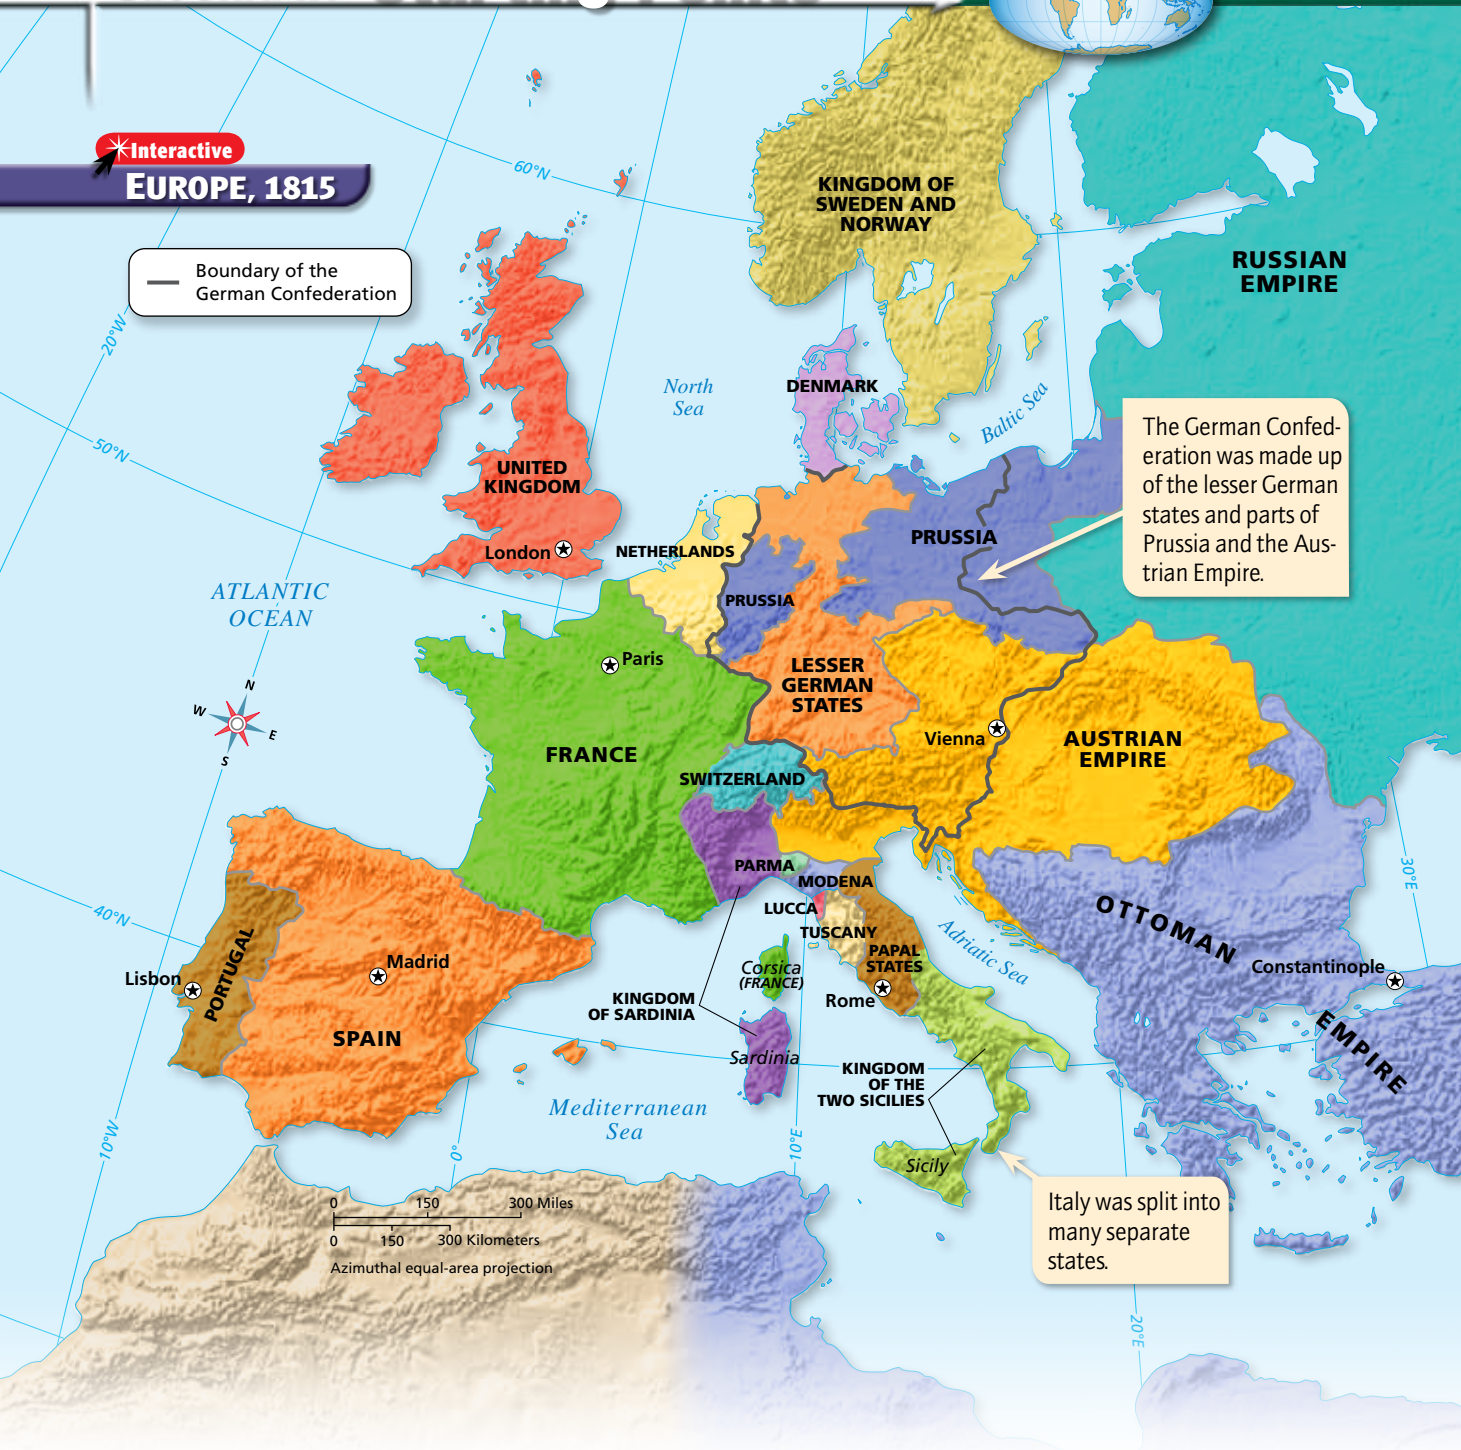 Interactive
EUROPE, 1815
Boundary of the
German Confederation
60°N
20°W
50°N
40°N
10°W
0°
10°E
20°E
30°E
KINGDOM OF
SWEDEN AND
NORWAY
RUSSIAN
EMPIRE
North
Sea
DENMARK
Baltic Sea
The German Confed-
eration was made up
of the lesser German
states and parts of
Prussia and the Aus-
trian Empire.
UNITED
KINGDOM
London
NETHERLANDS
PRUSSIA
PRUSSIA
ATLANTIC
OCEAN
N
W
E
S
Paris
LESSER
GERMAN
STATES
FRANCE
Vienna
AUSTRIAN
EMPIRE
SWITZERLAND
PARMA
MODENA
LUCCA
TUSCANY
PAPAL
STATES
Rome
Adriatic Sea
OTTOMAN
EMPIRE
Constantinople
Lisbon
PORTUGAL
Madrid
SPAIN
Corsica
(FRANCE)
KINGDOM
OF SARDINIA
Sardinia
KINGDOM
OF THE
TWO SICILIES
Sicily
Mediterranean
Sea
Italy was split into
many separate
states.
0 150 300 Miles
0 150 300 Kilometers
Azimuthal equal-area projection